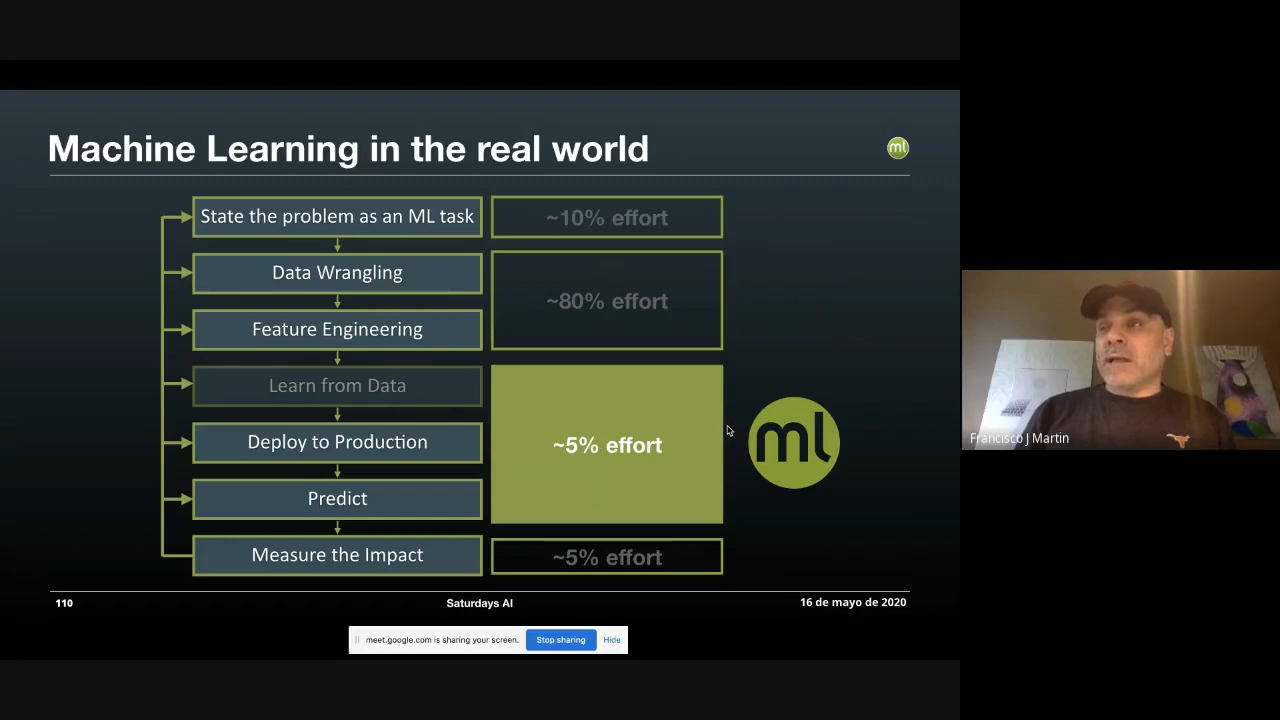 Machine Learning in the real world
ml
State the problem as an ML task
~10% effort
Data Wrangling
~80% effort
Feature Engineering
Learn from Data
Deploy to Production
~5% effort
ml
Predict
Measure the Impact
~5% effort
Francisco J Martin
110
Saturdays AI
16 de mayo de 2020
meet.google.com is sharing your screen.
Stop sharing
Hide